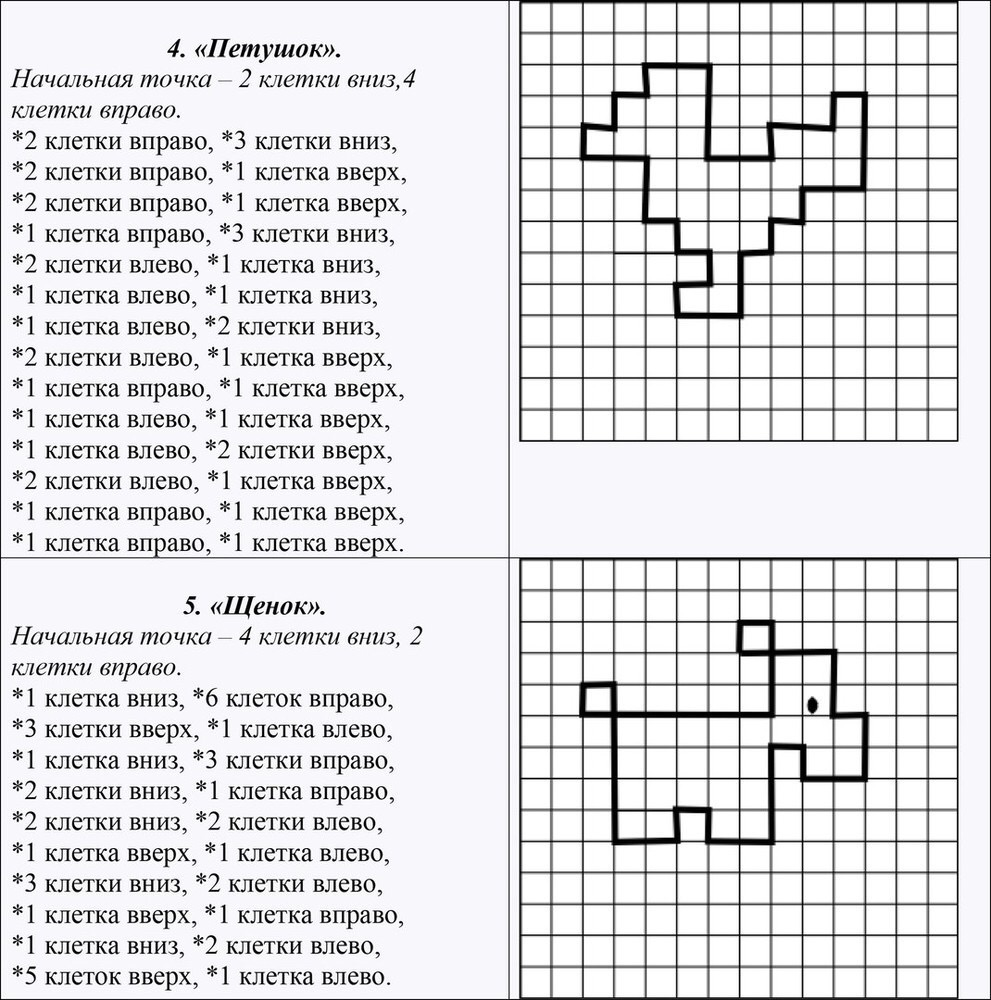 4. «Петушок».
Начальная точка – 2 клетки вниз,4
клетки вправо.
*2 клетки вправо, *3 клетки вниз,
*2 клетки вправо, *1 клетка вверх,
*2 клетки вправо, *1 клетка вверх,
*1 клетка вправо, *3 клетки вниз,
*2 клетки влево, *1 клетка вниз,
*1 клетка влево, *1 клетка вниз,
*1 клетка влево, *2 клетки вниз,
*2 клетки влево, *1 клетка вверх,
*1 клетка вправо, *1 клетка вверх,
*1 клетка влево, *1 клетка вверх,
*1 клетка влево, *2 клетки вверх,
*2 клетки влево, *1 клетка вверх,
*1 клетка вправо, *1 клетка вверх,
*1 клетка вправо, *1 клетка вверх.
5. «Щенок».
Начальная точка – 4 клетки вниз, 2
клетки вправо.
*1 клетка вниз, *6 клеток вправо,
*3 клетки вверх, *1 клетка влево,
*1 клетка вниз, *3 клетки вправо,
*2 клетки вниз, *1 клетка вправо,
*2 клетки вниз, *2 клетки влево,
*1 клетка вверх, *1 клетка влево,
*3 клетки вниз, *2 клетки влево,
*1 клетка вверх, *1 клетка вправо,
*1 клетка вниз, *2 клетки влево,
*5 клеток вверх, *1 клетка влево.